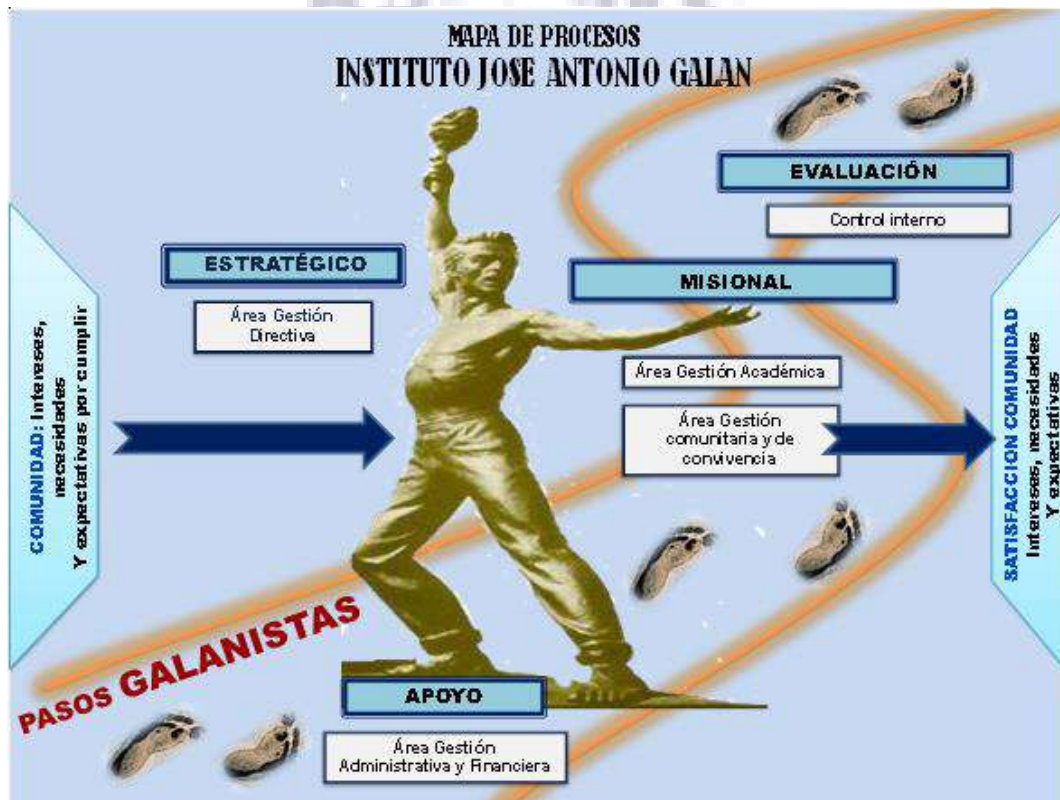 MAPA DE PROCESOS
INSTITUTO JOSE ANTONIO GALAN
EVALUACIÓN
Control interno
ESTRATÉGICO
Área Gestión
Directiva
MISIONAL
Área Gestión Académica
Área Gestión
comunitaria y de
convivencia
COMUNIDAD: Intereses,
necesidades
Y expectativas por cumplir
SATISFACCION COMUNIDAD
Intereses, necesidades
Y expectativas
PASOS GALANISTAS
APOYO
Área Gestión
Administrativa y Financiera